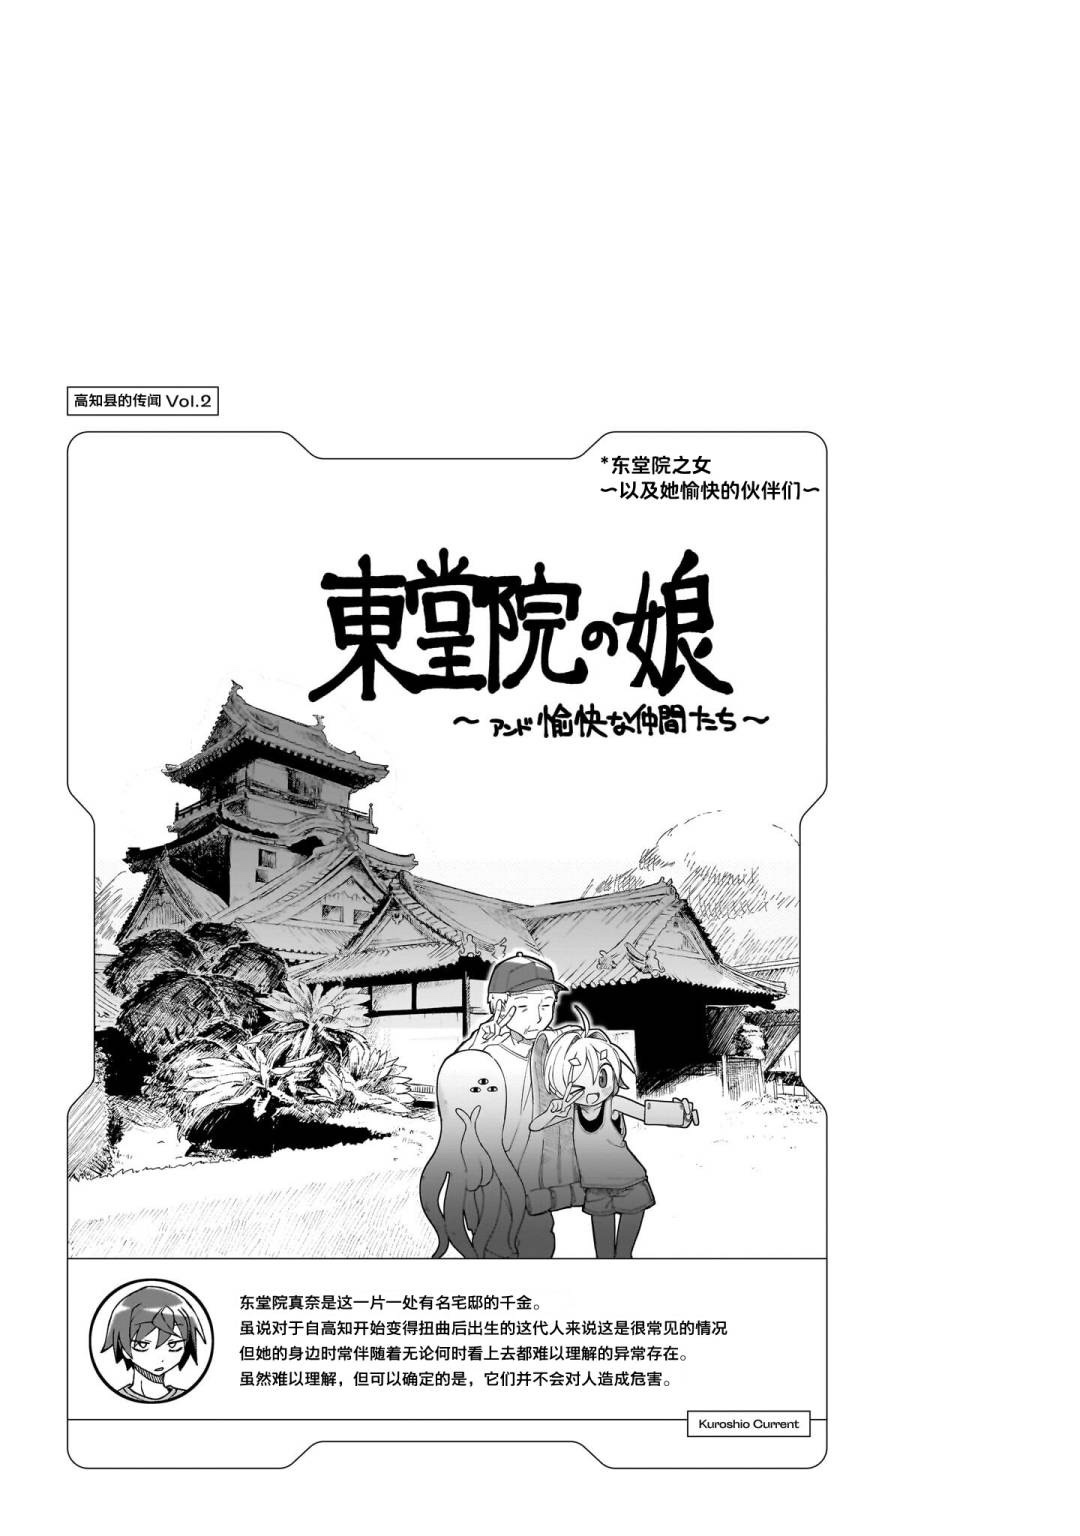 高知县的传闻 Vol.2
*东堂院之女
～以及她愉快的伙伴们～
東堂院の娘
～アンド愉快な仲間たち～
东堂院真奈是这一片一处有名宅邸的千金。
虽说对于自高知开始变得扭曲后出生的这代人来说这是很常见的情况
但她的身边时常伴随着无论何时看上去都难以理解的异常存在。
虽然难以理解，但可以确定的是，它们并不会对人造成危害。
Kuroshio Current